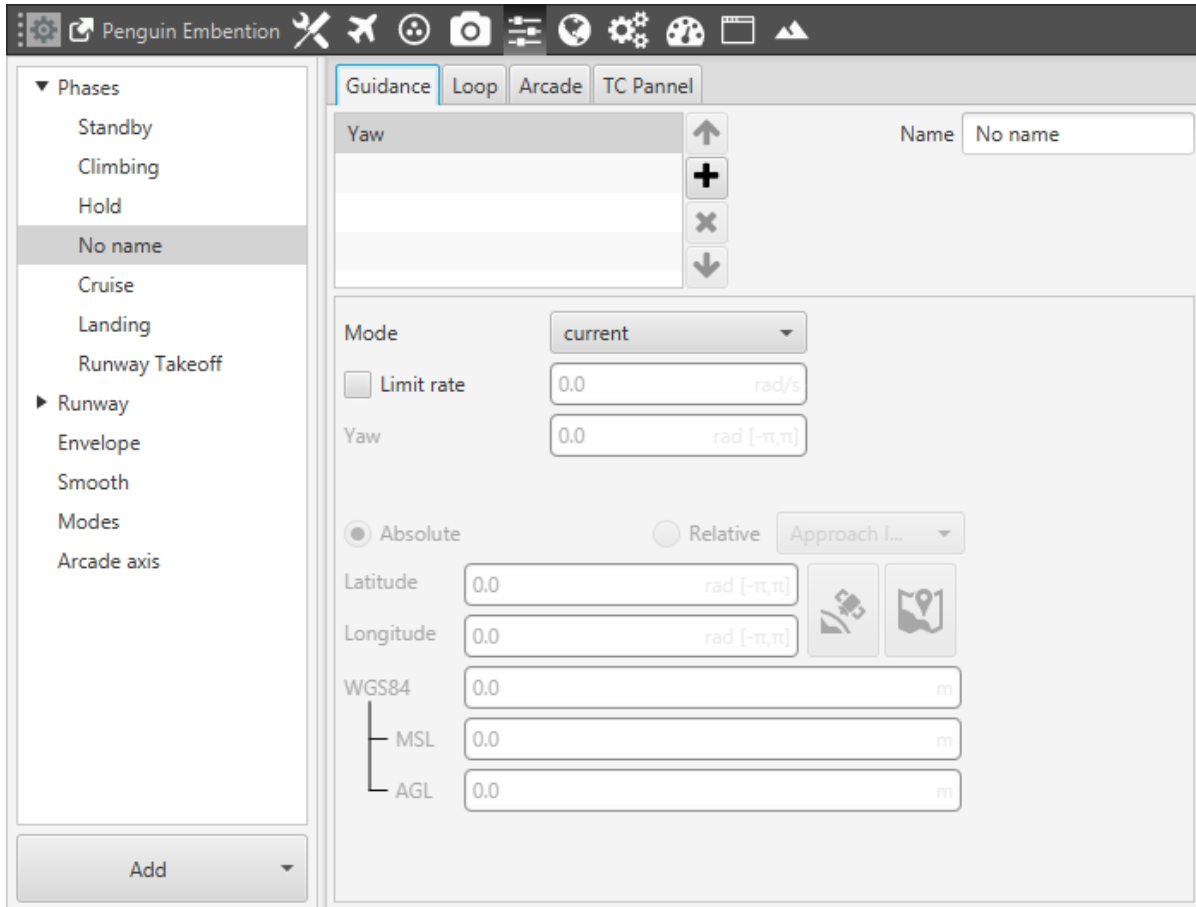 Penguin Embention
Phases
Standby
Climbing
Hold
No name
Cruise
Landing
Runway Takeoff
Runway
Envelope
Smooth
Modes
Arcade axis
Add
Guidance Loop Arcade TC Pannel
Yaw
Name No name
Mode current
Limit rate 0.0 rad/s
Yaw 0.0 rad [-π,π]
Absolute Relative Approach l...
Latitude 0.0 rad [-π,π]
Longitude 0.0 rad [-π,π]
WGS84 0.0 m
MSL 0.0 m
AGL 0.0 m